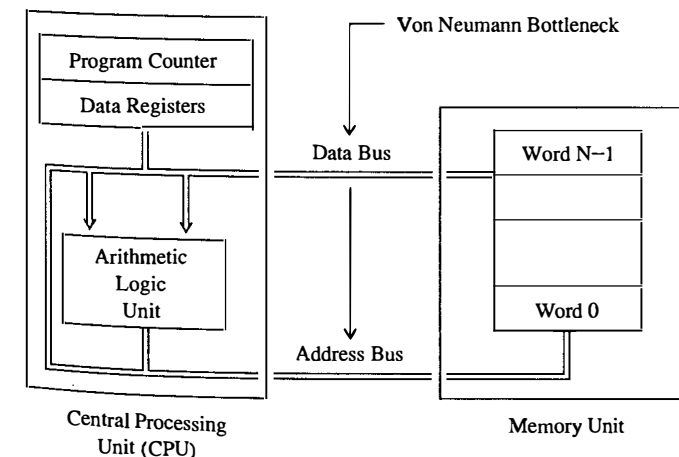 Von Neumann Bottleneck
Program Counter
Data Registers
Data Bus
Word N−1
Arithmetic
Logic
Unit
Word 0
Address Bus
Central Processing
Unit (CPU)
Memory Unit